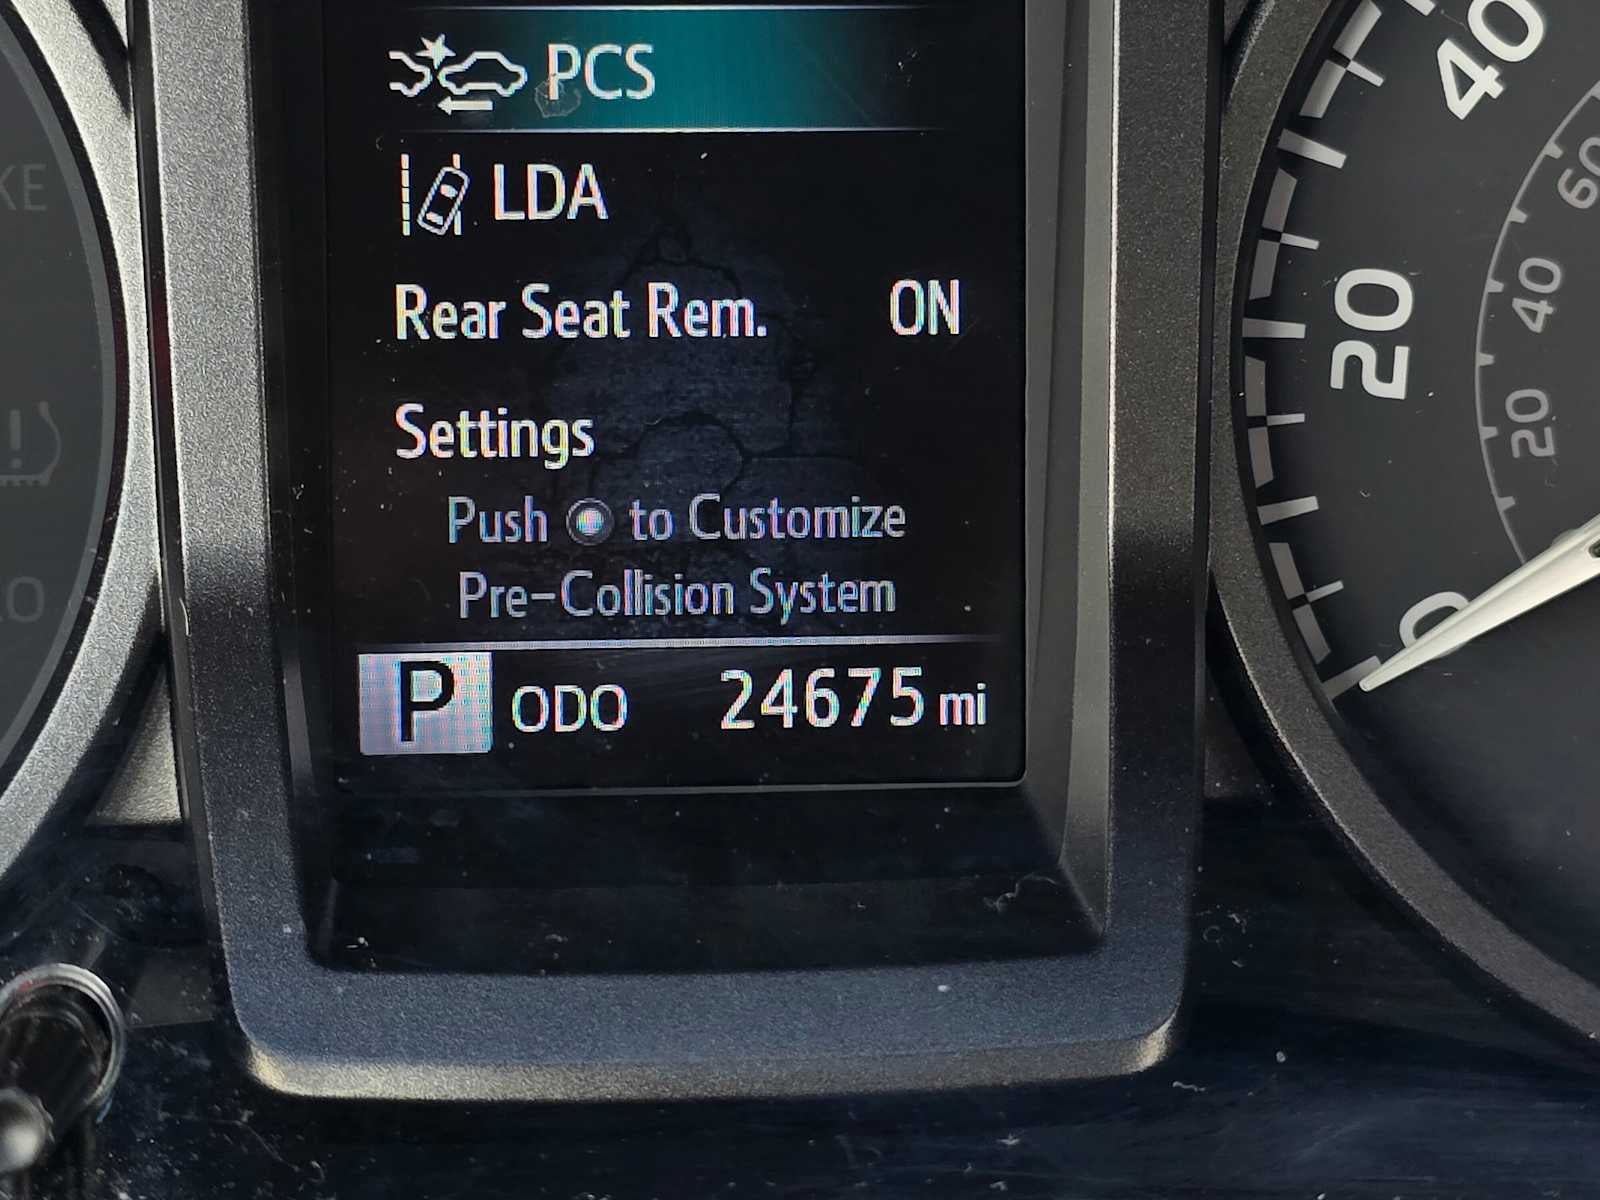 PCS
LDA
Rear Seat Rem. ON
Settings
Push to Customize
Pre-Collision System
P ODO 24675 mi
40
20
0
60
40
20